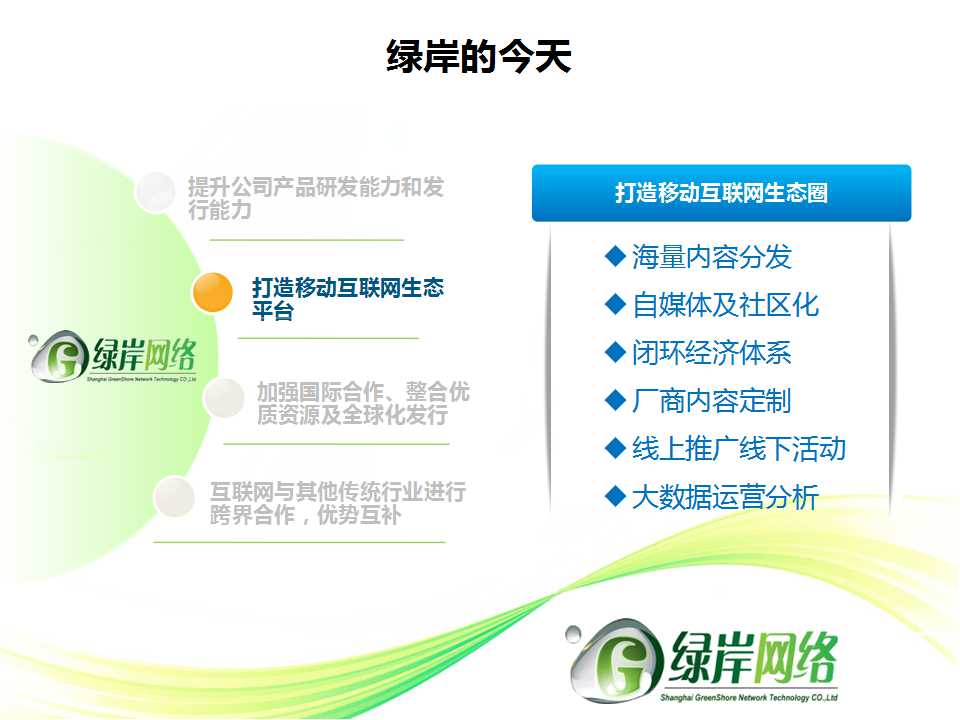 绿岸的今天
提升公司产品研发能力和发
行能力
打造移动互联网生态
平台
绿岸网络
Shanghai GreenShore Network Technology CO.,Ltd
加强国际合作、整合优
质资源及全球化发行
互联网与其他传统行业进行
跨界合作，优势互补
打造移动互联网生态圈
◆海量内容分发
◆自媒体及社区化
◆闭环经济体系
◆厂商内容定制
◆线上推广线下活动
◆大数据运营分析
G 绿岸网络
Shanghai GreenShore Network Technology CO.,Ltd